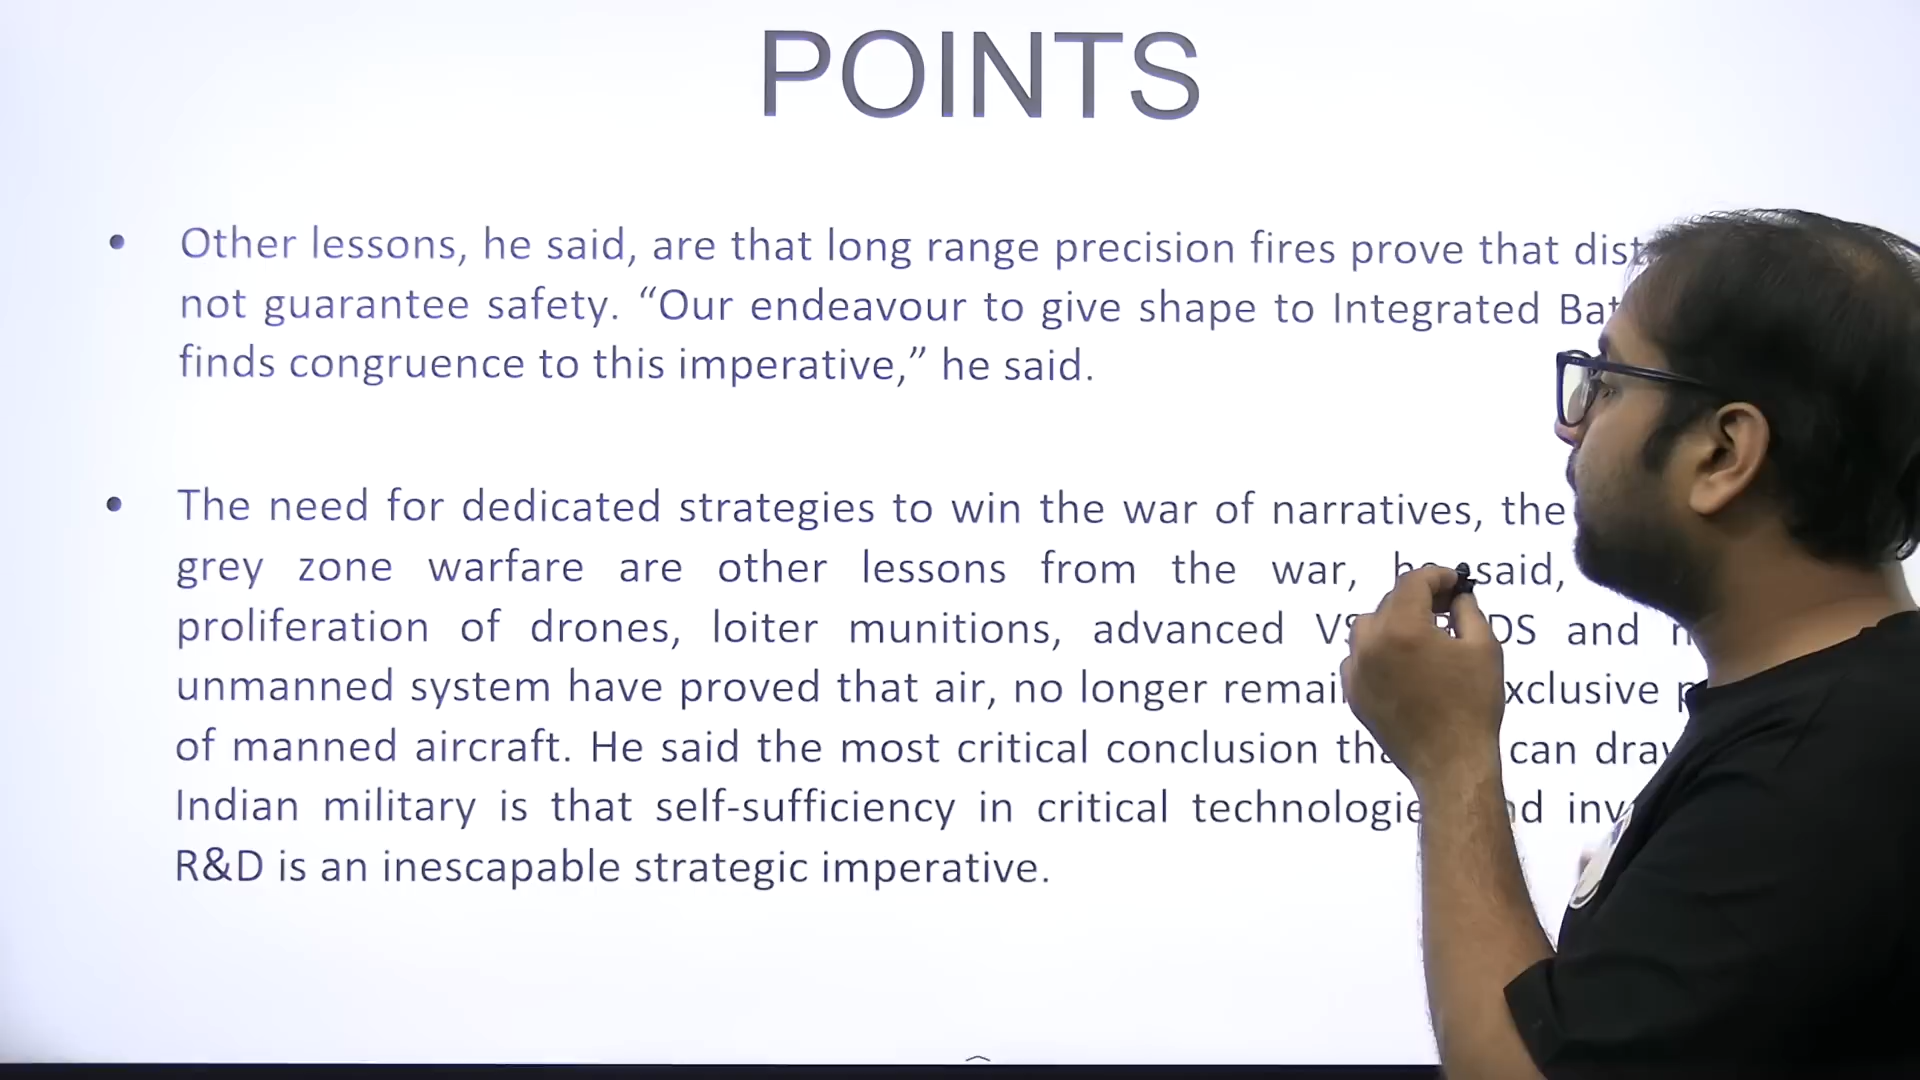 POINTS
• Other lessons, he said, are that long range precision fires prove that
not guarantee safety. “Our endeavour to give shape to Integrated
finds congruence to this imperative,” he said.
• The need for dedicated strategies to win the war of narratives, the
grey zone warfare are other lessons from the war, he said,
proliferation of drones, loiter munitions, advanced and
unmanned system have proved that air, no longer
of manned aircraft. He said the most critical conclusion can
Indian military is that self-sufficiency in critical
R&D is an inescapable strategic imperative.